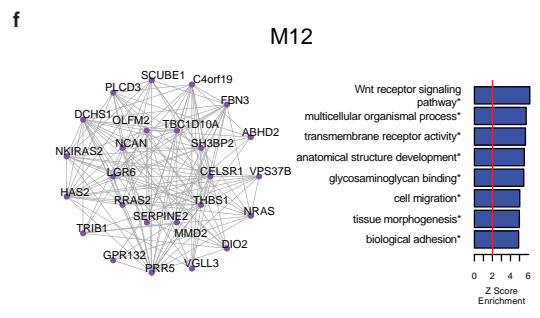 f
M12
SCUBE1
C4orf19
PLCD3
FBN3
DCHS1
OLFM2
TBC1D10A
ABHD2
NCAN
SH3BP2
NKIRAS2
LGR6
CELSR1
VPS37B
HAS2
RRAS2
THBS1
SERPINE2
NRAS
TRIB1
MMD2
DIO2
GPR132
PRR5
VGLL3
Wnt receptor signaling
pathway*
multicellular organismal process*
transmembrane receptor activity*
anatomical structure development*
glycosaminoglycan binding*
cell migration*
tissue morphogenesis*
biological adhesion*
0 2 4 6
Z Score
Enrichment